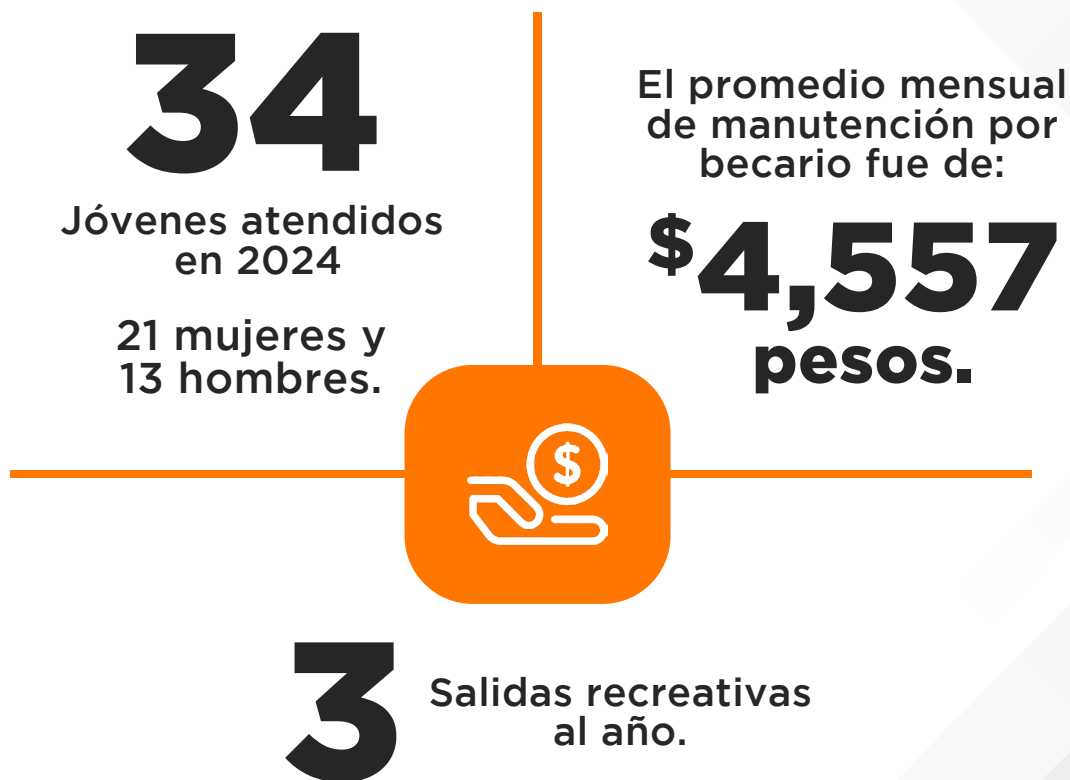 34
Jóvenes atendidos
en 2024
21 mujeres y
13 hombres.
El promedio mensual
de manutención por
becario fue de:
$4,557
pesos.
$
3
Salidas recreativas
al año.